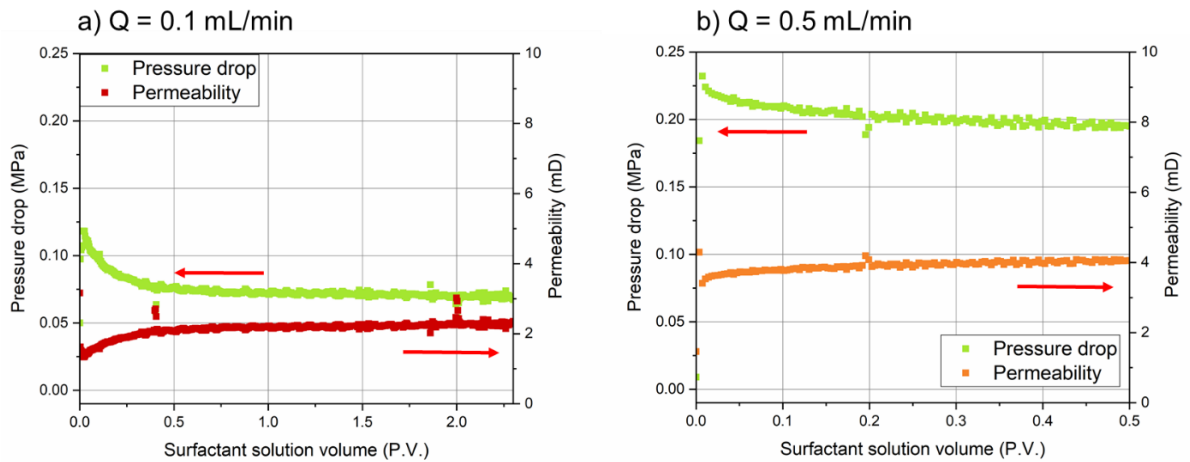 a) Q = 0.1 mL/min
0.25
0.20
0.15
0.10
0.05
0.00
Pressure drop (MPa)
Pressure drop
Permeability
10
8
6
4
2
0
Permeability (mD)
0.0 0.5 1.0 1.5 2.0
Surfactant solution volume (P.V.)
b) Q = 0.5 mL/min
0.25
0.20
0.15
0.10
0.05
0.00
Pressure drop (MPa)
10
8
6
4
2
0
Permeability (mD)
Pressure drop
Permeability
0.0 0.1 0.2 0.3 0.4 0.5
Surfactant solution volume (P.V.)